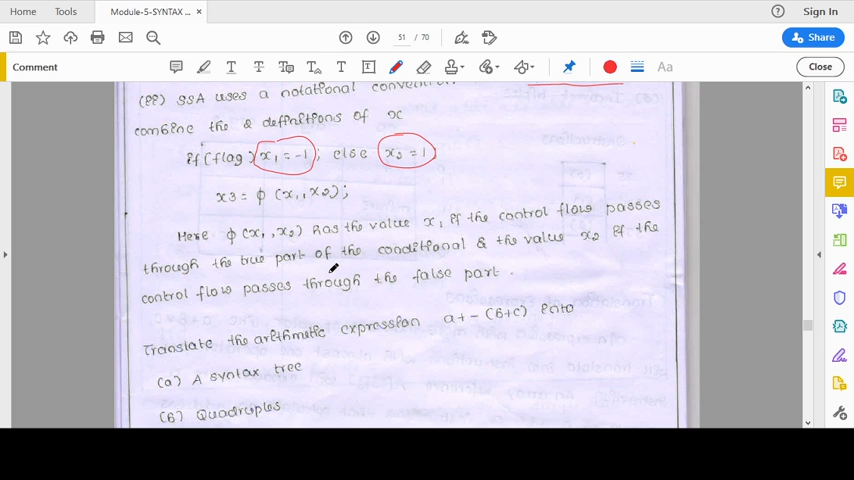 Home
Tools
Module-5-SYNTAX ...
×
Sign In
51 / 70
Share
Comment
Aa
Close
(ii) SSA uses a notational convention
combine the 2 definitions of x
if (flag) x1 = -1; else x2 = 1
x3 = φ (x1, x2);
Here φ(x1, x2) has the value x1 if the control flow passes
through the true part of the conditional & the value x2 if the
control flow passes through the false part.
Translate the arithmetic expression a + - (b+c) into
(a) A syntax tree
(b) Quadruples